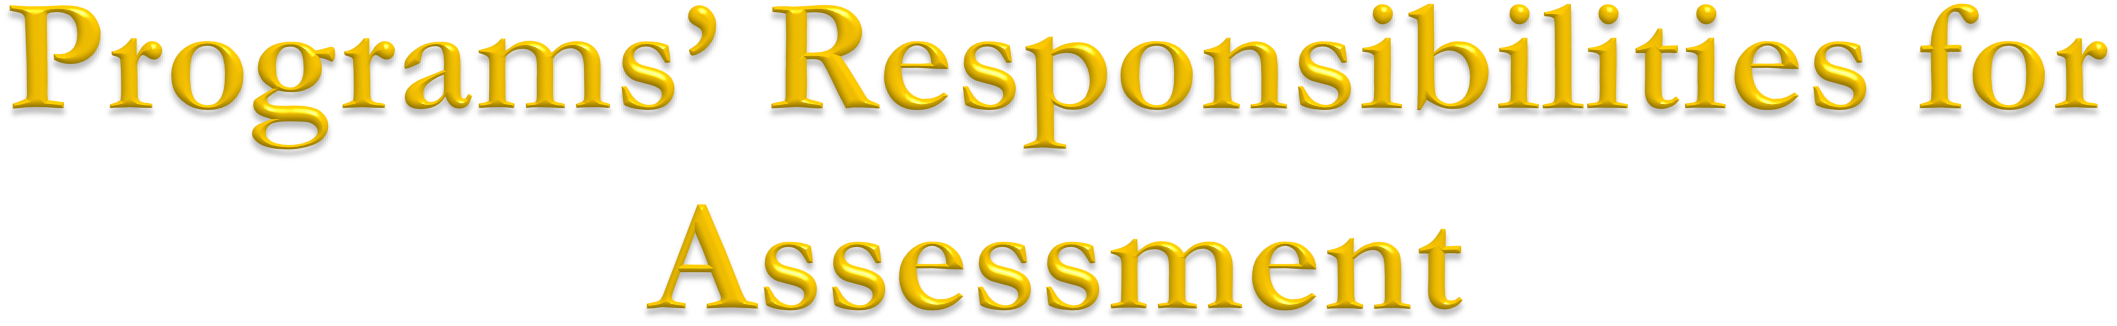 Programs’ Responsibilities for
Assessment